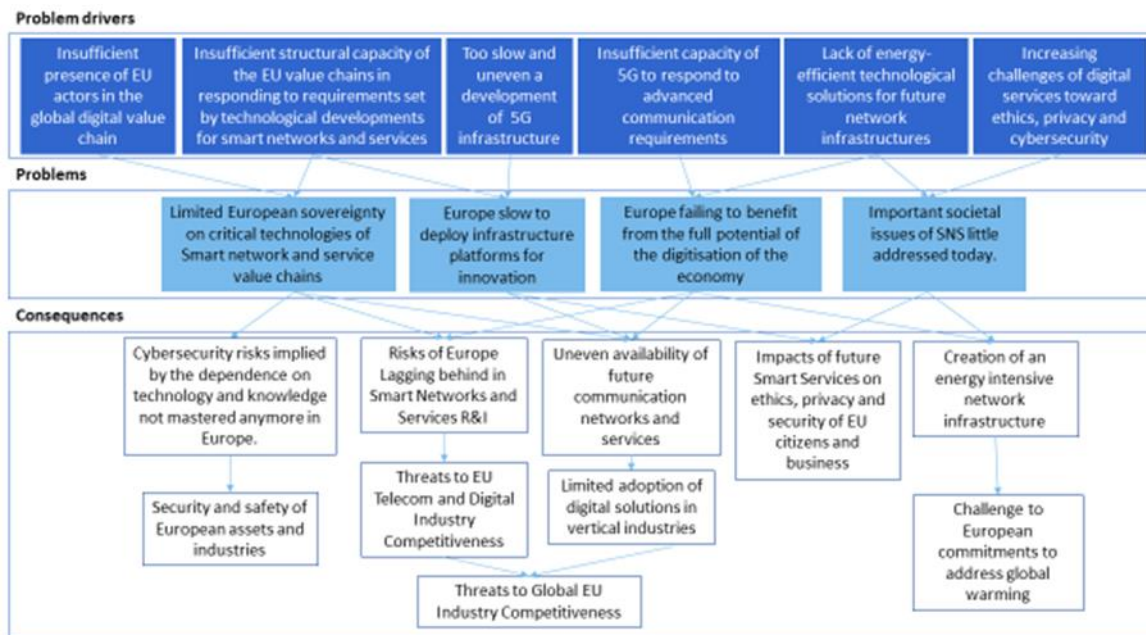 Problem drivers
Insufficient
presence of EU
actors in the
global digital value
chain
Insufficient structural capacity of
the EU value chains in
responding to requirements set
by technological developments
for smart networks and services
Too slow and
uneven a
development
of 5G
infrastructure
Insufficient capacity of
5G to respond to
advanced
communication
requirements
Lack of energy-
efficient technological
solutions for future
network
infrastructures
Increasing
challenges of digital
services toward
ethics, privacy and
cybersecurity
Problems
Limited European sovereignty
on critical technologies of
Smart network and service
value chains
Europe slow to
deploy infrastructure
platforms for
innovation
Europe failing to benefit
from the full potential of
the digitisation of the
economy
Important societal
issues of SNS little
addressed today.
Consequences
Cybersecurity risks implied
by the dependence on
technology and knowledge
not mastered anymore in
Europe.
Risks of Europe
Lagging behind in
Smart Networks and
Services R&I
Uneven availability of
future
communication
networks and
services
Impacts of future
Smart Services on
ethics, privacy and
security of EU
citizens and
business
Creation of an
energy intensive
network
infrastructure
Security and safety of
European assets and
industries
Threats to EU
Telecom and Digital
Industry
Competitiveness
Limited adoption of
digital solutions in
vertical industries
Challenge to
European
commitments to
address global
warming
Threats to Global EU
Industry Competitiveness